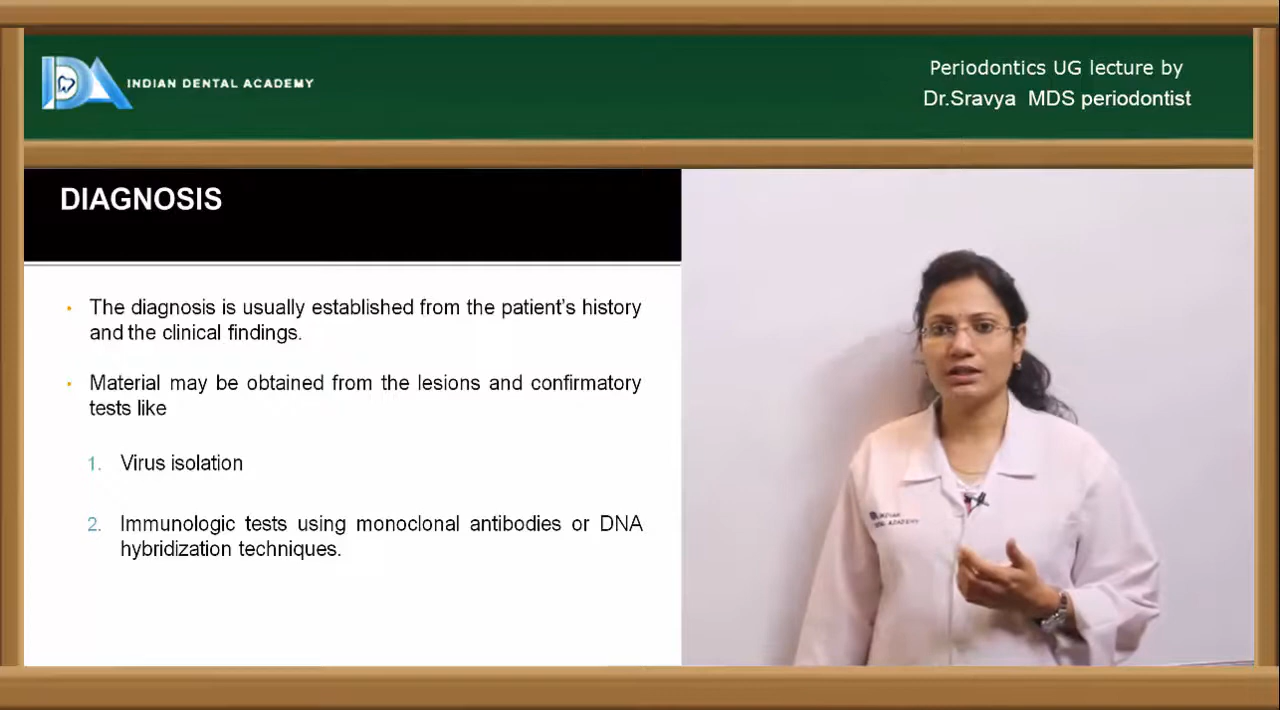 INDIAN DENTAL ACADEMY
Periodontics UG lecture by
Dr.Sravya MDS periodontist
DIAGNOSIS
• The diagnosis is usually established from the patient's history
and the clinical findings.
• Material may be obtained from the lesions and confirmatory
tests like
1. Virus isolation
2. Immunologic tests using monoclonal antibodies or DNA
hybridization techniques.